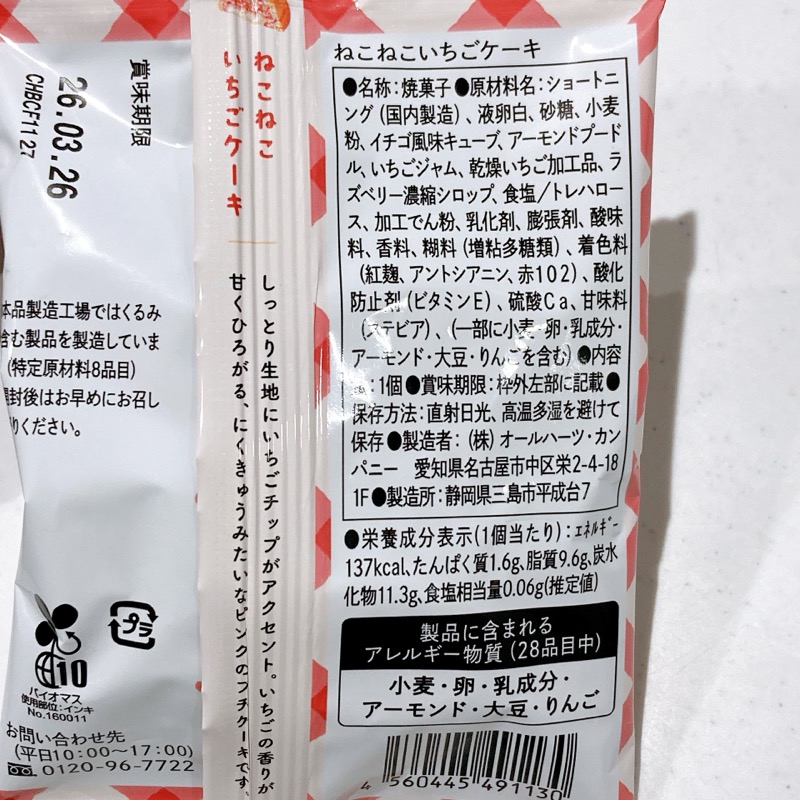 賞味期限
26.03.26
CHBCF11 27
本品製造工場ではくるみ
含む製品を製造していま
(特定原材料8品目)
開封後はお早めにお召し
りください。
プラ
10
バイオマス
使用部位:インキ
No.160011
お問い合わせ先
(平日10:00〜17:00)
0120-96-7722
ねこねこ
いちごケーキ
しっとり生地にいちごチップがアクセント。いちごの香りが
甘くひろがる、にくきゅうみたいなピンクのプチケーキです。
ねこねこいちごケーキ
●名称:焼菓子●原材料名:ショートニ
ング(国内製造)、液卵白、砂糖、小麦
粉、イチゴ風味キューブ、アーモンドプード
ル、いちごジャム、乾燥いちご加工品、ラ
ズベリー濃縮シロップ、食塩/トレハロー
ス、加工でん粉、乳化剤、膨張剤、酸味
料、香料、糊料(増粘多糖類)、着色料
(紅麹、アントシアニン、赤102)、酸化
防止剤(ビタミンE)、硫酸Ca、甘味料
(ステビア)、(一部に小麦・卵・乳成分・
アーモンド・大豆・りんごを含む)●内容
量:1個●賞味期限:枠外左部に記載●
保存方法:直射日光、高温多湿を避けて
保存●製造者:(株)オールハーツ・カン
パニー 愛知県名古屋市中区栄2-4-18
1F●製造所:静岡県三島市平成台7
●栄養成分表示(1個当たり):エネルギー
137kcal、たんぱく質1.6g、脂質9.6g、炭水
化物11.3g、食塩相当量0.06g(推定値)
製品に含まれる
アレルギー物質(28品目中)
小麦・卵・乳成分・
アーモンド・大豆・りんご
4 560445 491130